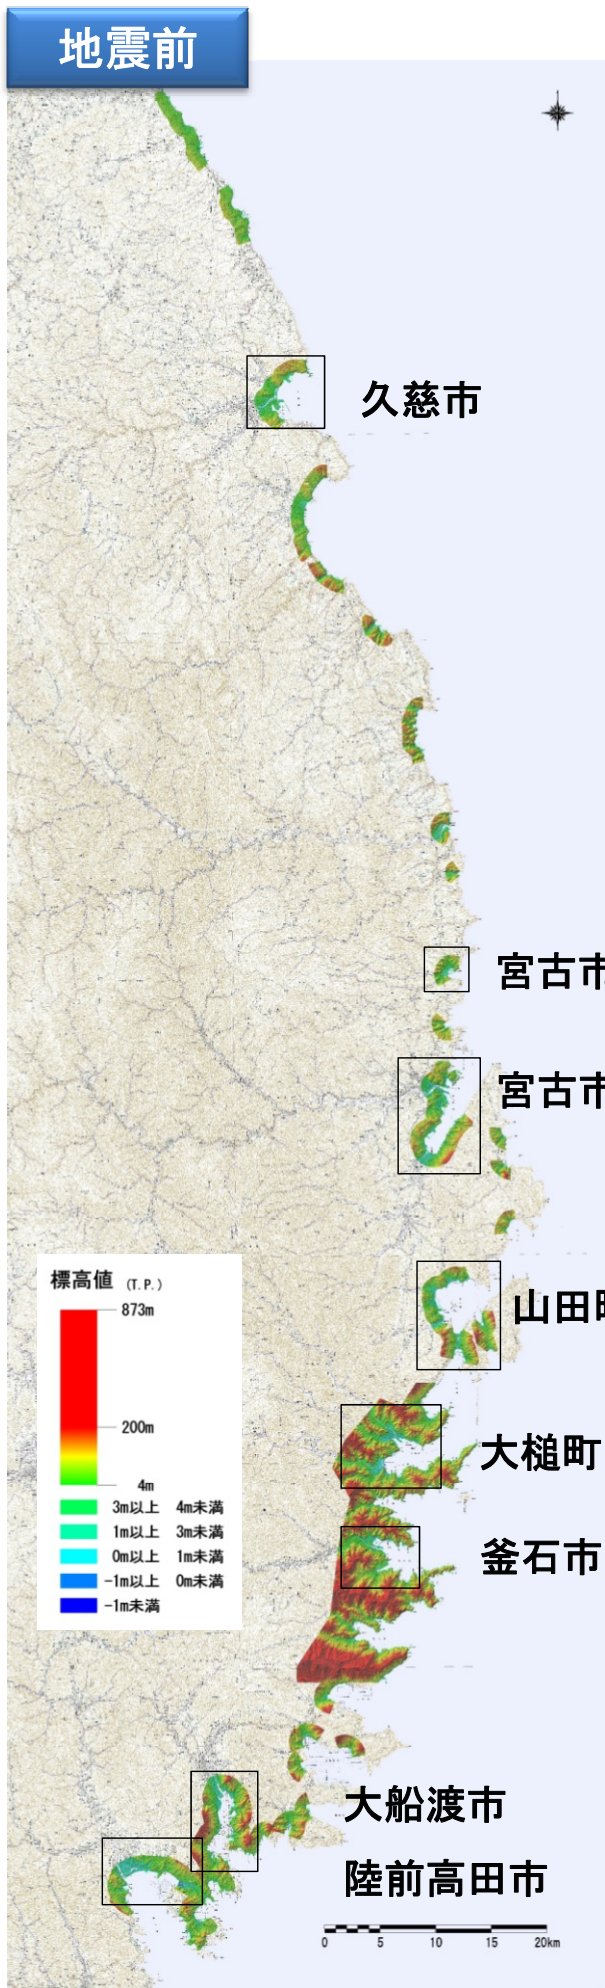 地震前
久慈市
宮古市
宮古市
標高値 (T.P.)
873m
200m
4m
3m以上 4m未満
1m以上 3m未満
0m以上 1m未満
-1m以上 0m未満
-1m未満
山田
大槌町
釜石市
大船渡市
陸前高田市
0 5 10 15 20km